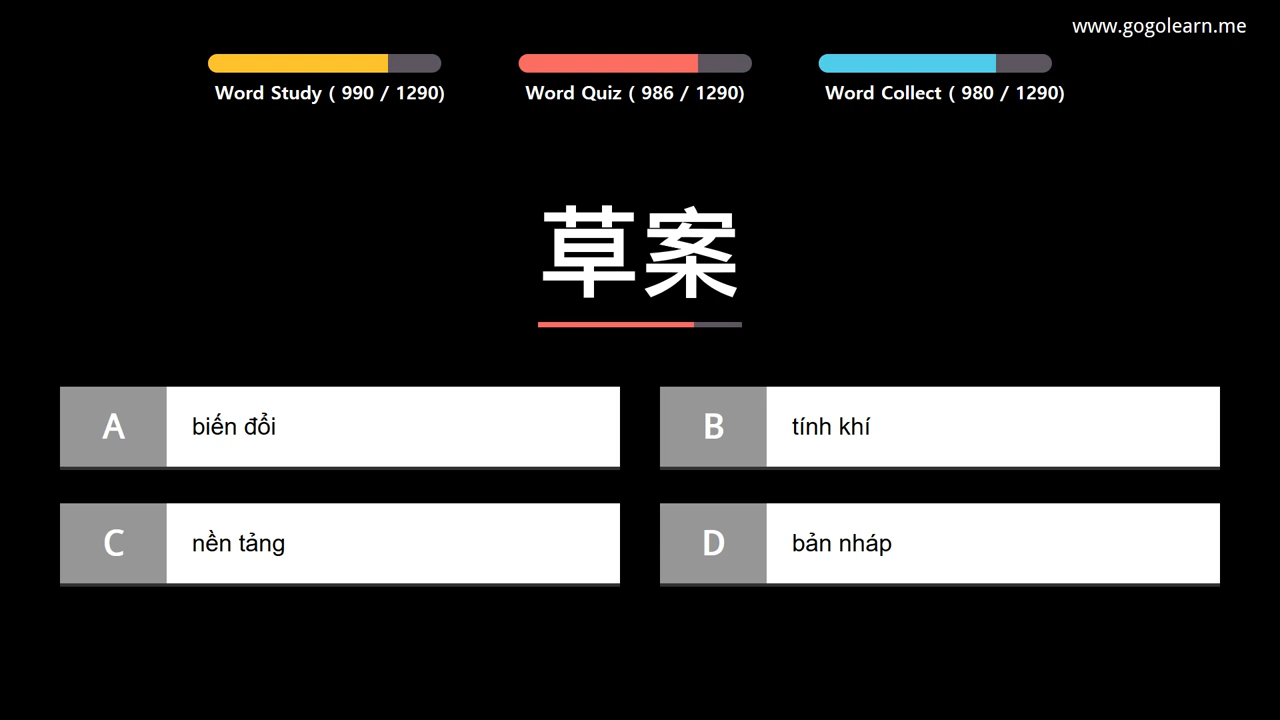 www.gogolearn.me
Word Study ( 990 / 1290)
Word Quiz ( 986 / 1290)
Word Collect ( 980 / 1290)
草案
A biến đổi
B tính khí
C nền tảng
D bản nháp